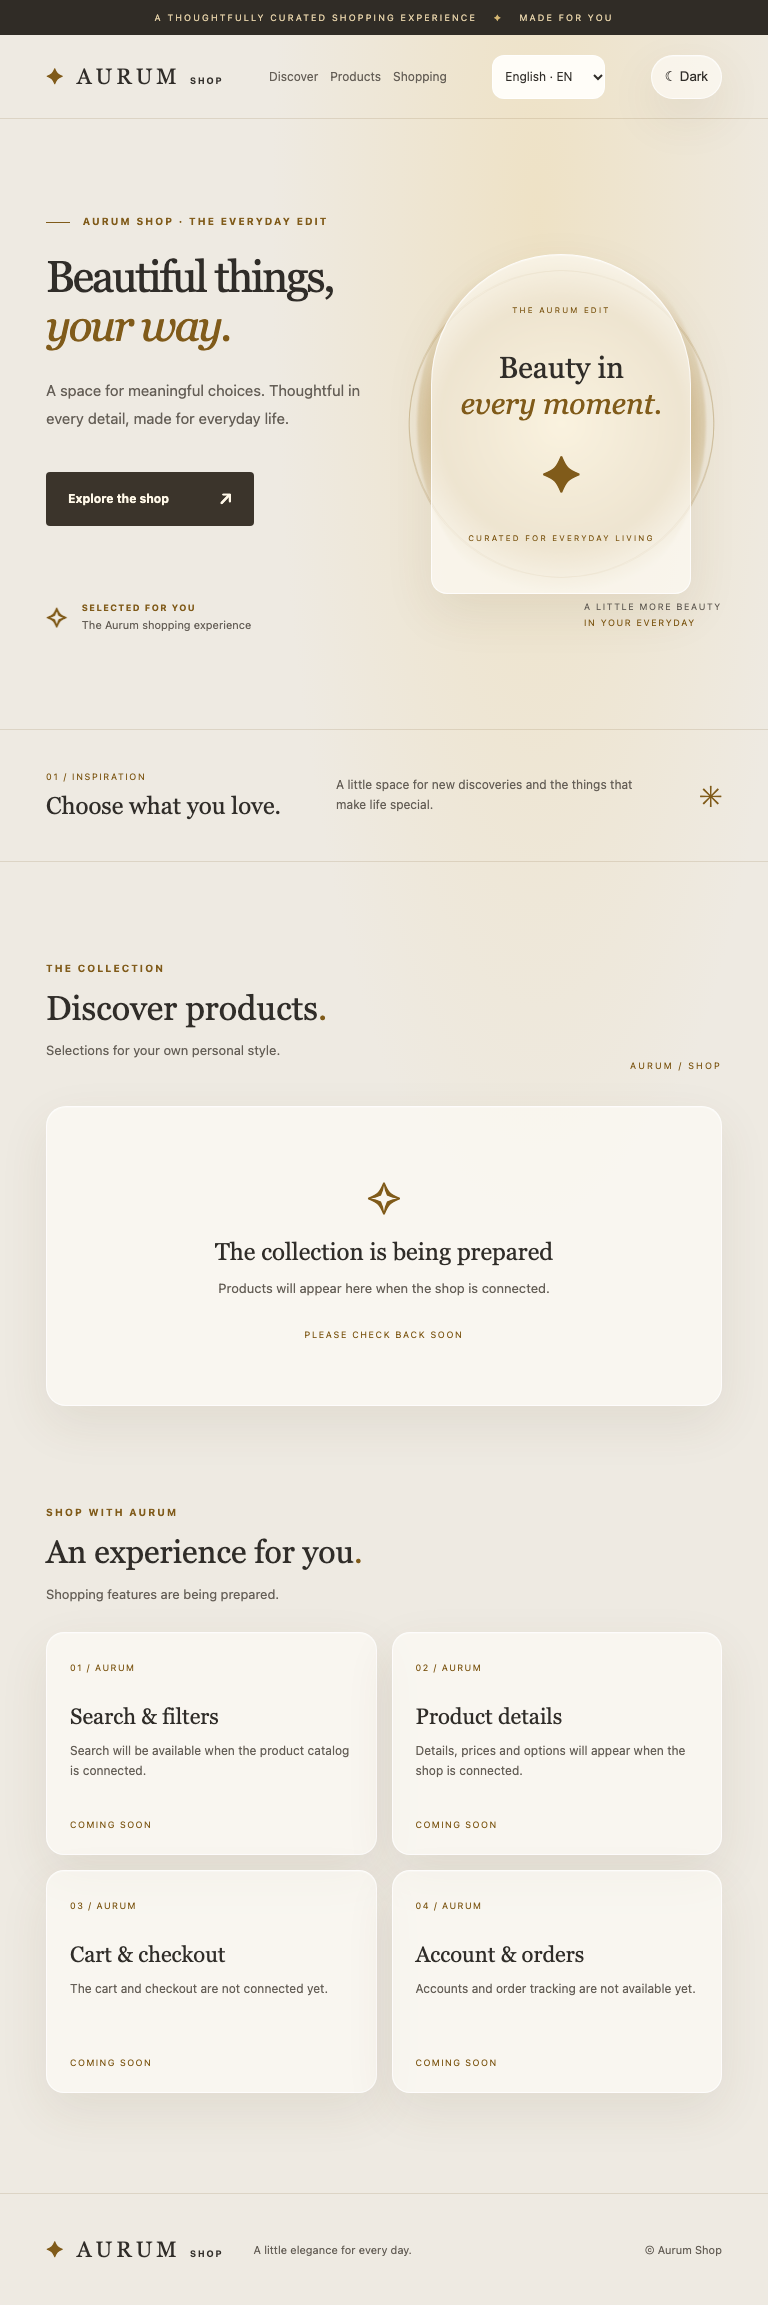 A THOUGHTFULLY CURATED SHOPPING EXPERIENCE ✦ MADE FOR YOU
AURUM SHOP
Discover Products Shopping
English · EN
☾ Dark
AURUM SHOP · THE EVERYDAY EDIT
Beautiful things,
your way.
A space for meaningful choices. Thoughtful in
every detail, made for everyday life.
Explore the shop
SELECTED FOR YOU
The Aurum shopping experience
THE AURUM EDIT
Beauty in
every moment.
CURATED FOR EVERYDAY LIVING
A LITTLE MORE BEAUTY
IN YOUR EVERYDAY
01 / INSPIRATION
Choose what you love.
A little space for new discoveries and the things that
make life special.
THE COLLECTION
Discover products.
Selections for your own personal style.
AURUM / SHOP
The collection is being prepared
Products will appear here when the shop is connected.
PLEASE CHECK BACK SOON
SHOP WITH AURUM
An experience for you.
Shopping features are being prepared.
01 / AURUM
Search & filters
Search will be available when the product catalog
is connected.
COMING SOON
02 / AURUM
Product details
Details, prices and options will appear when the
shop is connected.
COMING SOON
03 / AURUM
Cart & checkout
The cart and checkout are not connected yet.
COMING SOON
04 / AURUM
Account & orders
Accounts and order tracking are not available yet.
COMING SOON
AURUM SHOP
A little elegance for every day.
© Aurum Shop